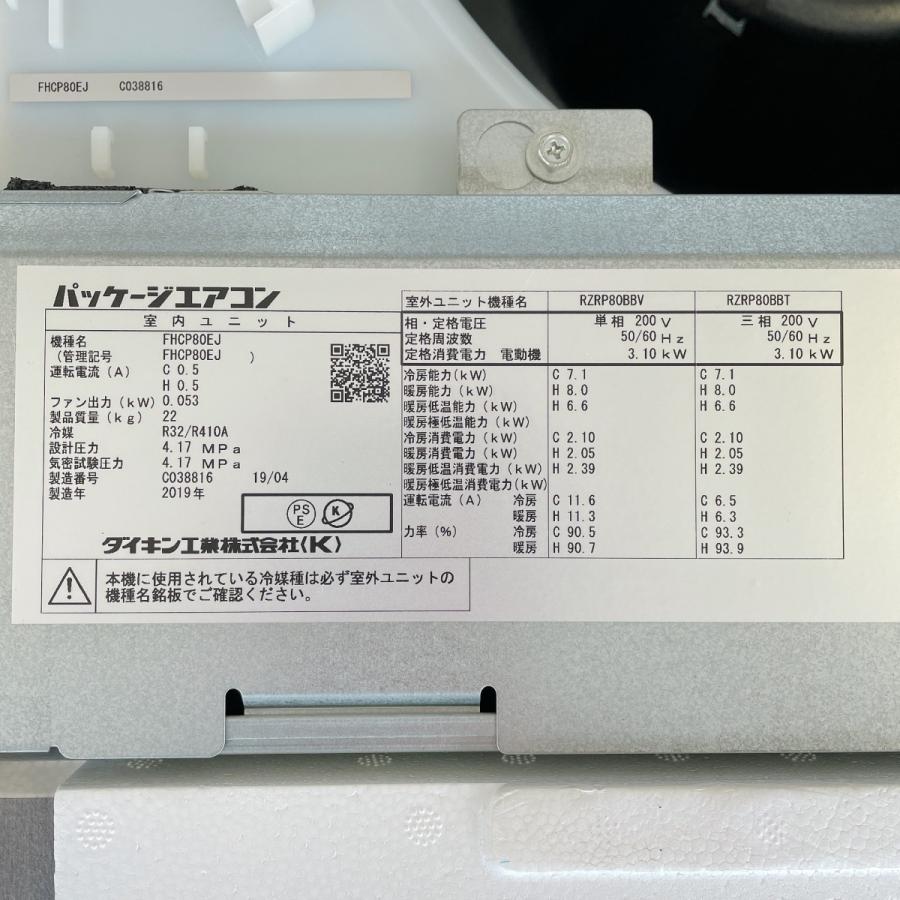 FHCP80EJ C038816
パッケージエアコン
室内ユニット
機種名 FHCP80EJ
(管理記号 FHCP80EJ )
運転電流(A) C 0.5
H 0.5
ファン出力(kW) 0.053
製品質量(kg) 22
冷媒 R32/R410A
設計圧力 4.17 MPa
気密試験圧力 4.17 MPa
製造番号 C038816 19/04
製造年 2019年
PS
E
K
ダイキン工業株式会社(K)
室外ユニット機種名 RZRP80BBV RZRP80BBT
相・定格電圧 単相 200 V 三相 200 V
定格周波数 50/60 Hz 50/60 Hz
定格消費電力 電動機 3.10 kW 3.10 kW
冷房能力(kW) C 7.1 C 7.1
暖房能力(kW) H 8.0 H 8.0
暖房低温能力(kW) H 6.6 H 6.6
暖房極低温能力(kW)
冷房消費電力(kW) C 2.10 C 2.10
暖房消費電力(kW) H 2.05 H 2.05
暖房低温消費電力(kW) H 2.39 H 2.39
暖房極低温消費電力(kW)
運転電流(A) 冷房 C 11.6 C 6.5
暖房 H 11.3 H 6.3
力率(%) 冷房 C 90.5 C 93.3
暖房 H 90.7 H 93.9
本機に使用されている冷媒種は必ず室外ユニットの
機種名銘板でご確認ください。